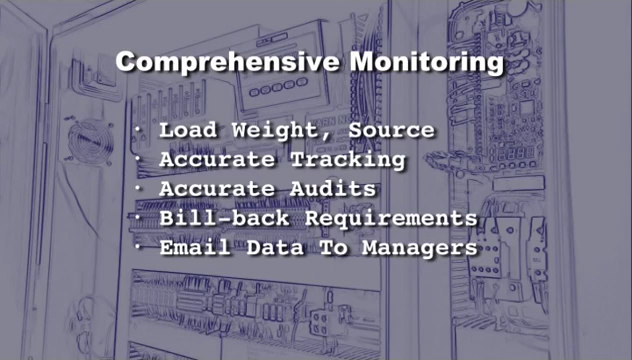 Comprehensive Monitoring
· Load Weight, Source
· Accurate Tracking
· Accurate Audits
· Bill-back Requirements
· Email Data To Managers